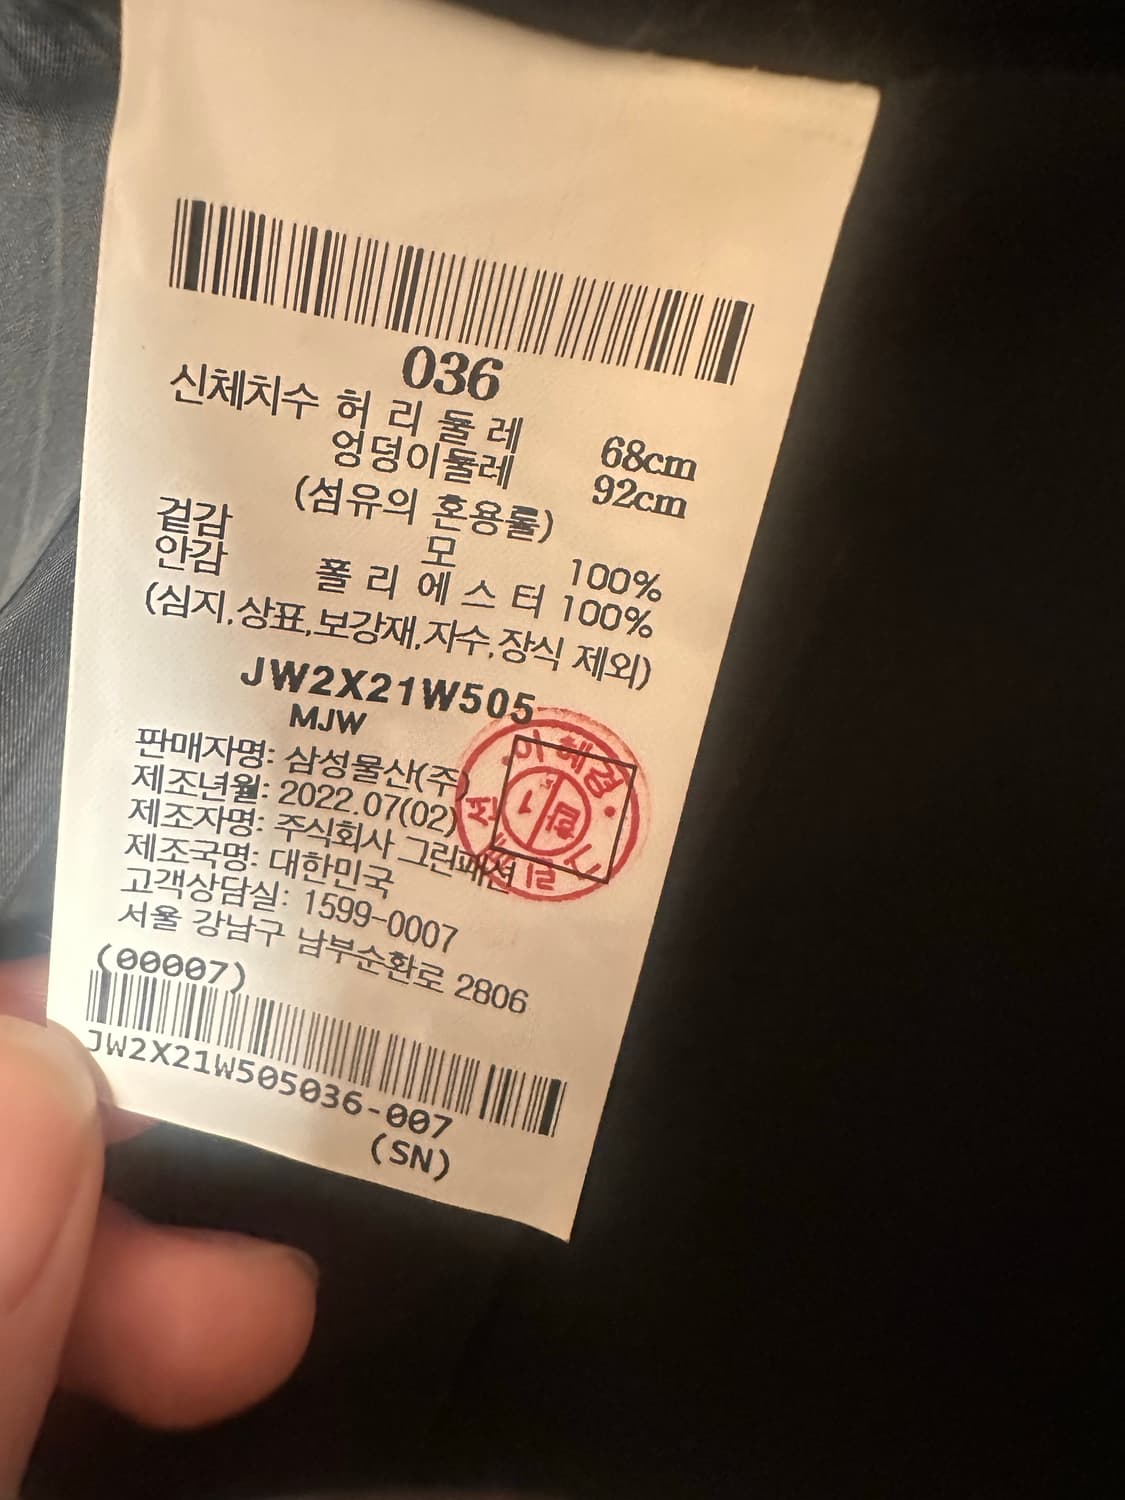 036
신체치수 허 리 둘 레 68cm
엉덩이둘레 92cm
(섬유의 혼용률)
겉감 모 100%
안감 폴 리 에 스 터 100%
(심지,상표,보강재,자수,장식 제외)
JW2X21W505
MJW
판매자명: 삼성물산(주)
제조년월: 2022.07(02)
제조자명: 주식회사 그린패션
제조국명: 대한민국
고객상담실: 1599-0007
서울 강남구 남부순환로 2806
(00007)
JW2X21W505036-007
(SN)